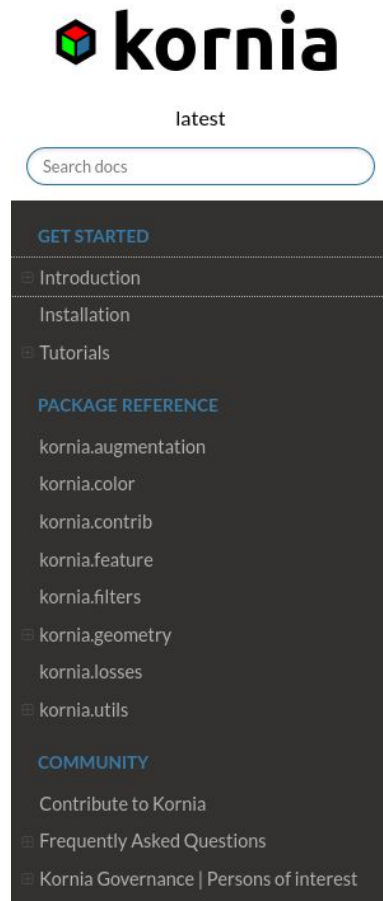 kornia
latest
Search docs
GET STARTED
Introduction
Installation
Tutorials
PACKAGE REFERENCE
kornia.augmentation
kornia.color
kornia.contrib
kornia.feature
kornia.filters
kornia.geometry
kornia.losses
kornia.utils
COMMUNITY
Contribute to Kornia
Frequently Asked Questions
Kornia Governance | Persons of interest